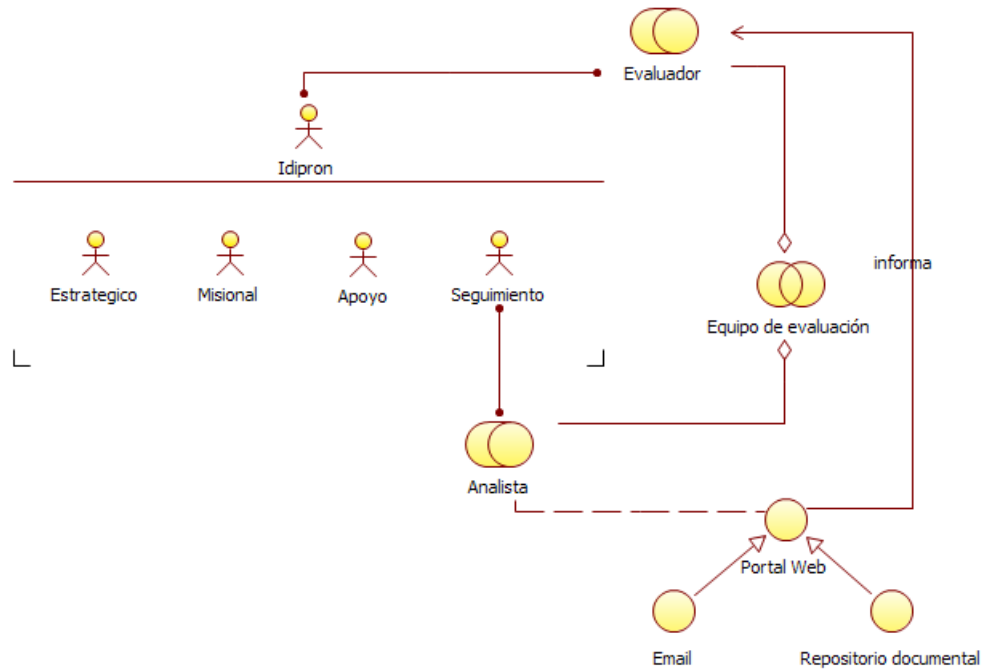 Evaluador
Idipron
Estrategico
Misional
Apoyo
Seguimiento
informa
Equipo de evaluación
Analista
Portal Web
Email
Repositorio documental